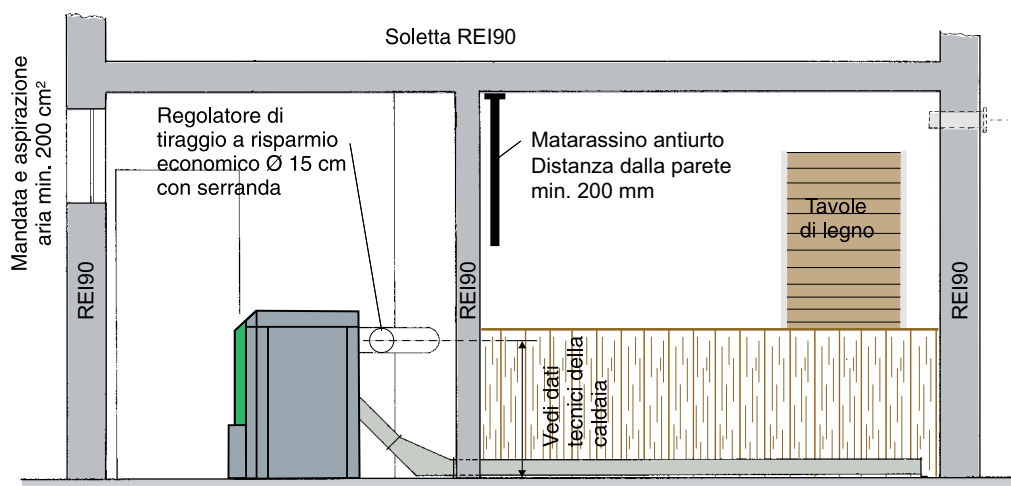 Soletta REI90
Mandata e aspirazione
aria min. 200 cm²
Regolatore di
tiraggio a risparmio
economico Ø 15 cm
con serranda
Matarassino antiurto
Distanza dalla parete
min. 200 mm
Tavole
di legno
REI90
REI90
REI90
Vedi dati
tecnici della
caldaia